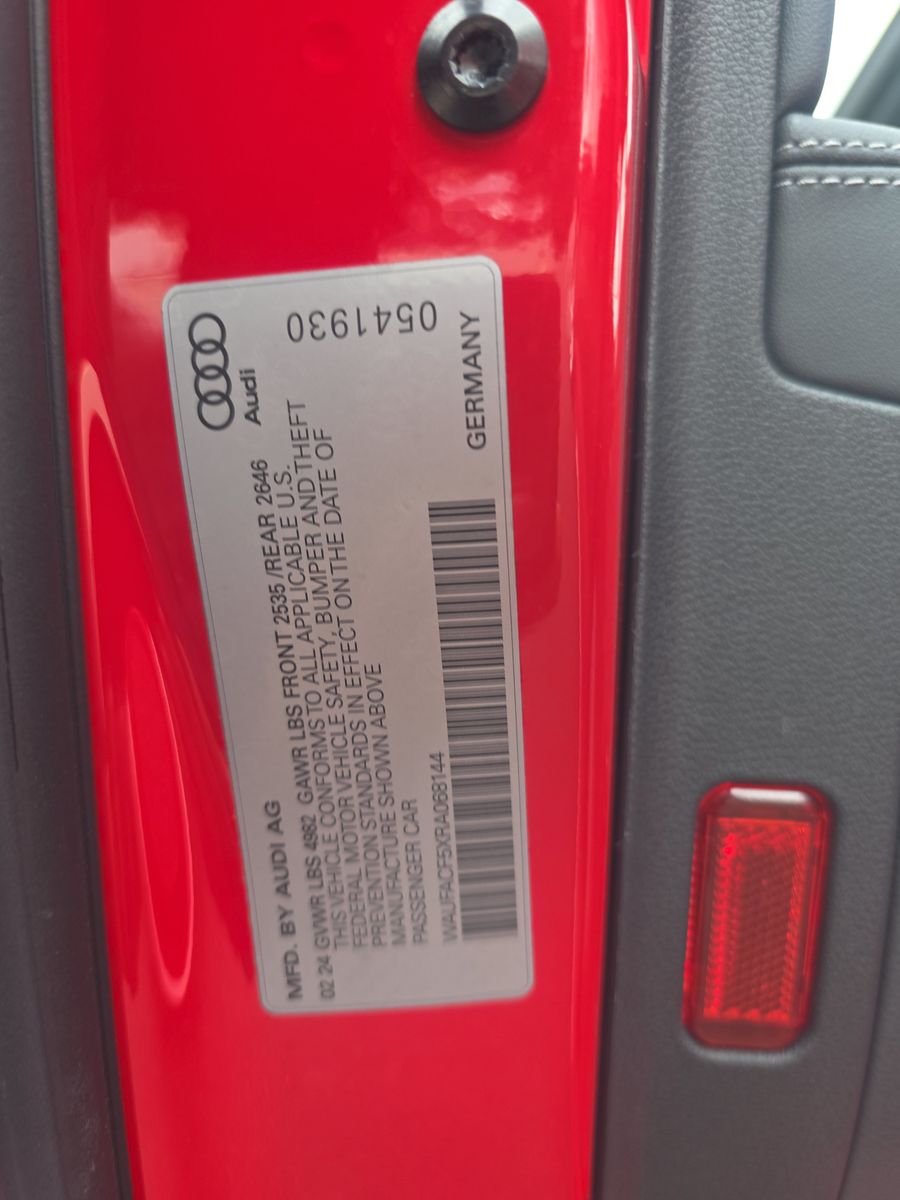 Audi
0541930
MFD. BY AUDI AG
02.24 GVWR LBS 4982 GAWR LBS FRONT 2535 /REAR 2646
THIS VEHICLE CONFORMS TO ALL APPLICABLE U.S.
FEDERAL MOTOR VEHICLE SAFETY, BUMPER AND THEFT
PREVENTION STANDARDS IN EFFECT ON THE DATE OF
MANUFACTURE SHOWN ABOVE
PASSENGER CAR
WAUFACF5XRA068144
GERMANY